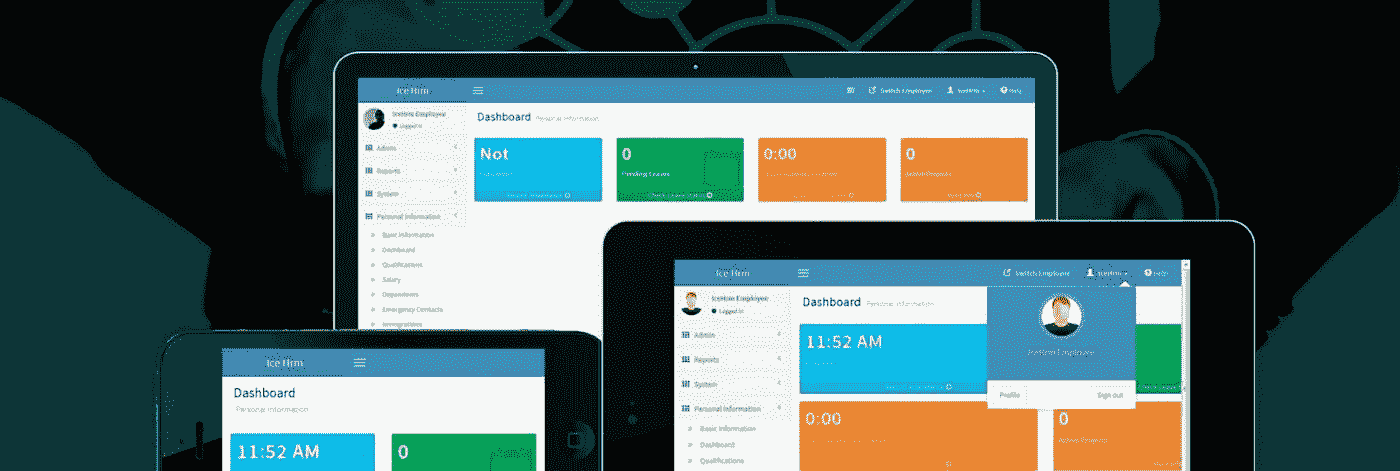 Ice Hrm
Switch Employee
IceHrm
Help
IceHrm Employee
Logged In
Admin
Reports
System
Personal Information
Basic Information
Dashboard
Qualifications
Salary
Dependents
Emergency Contacts
Immigrations
Dashboard Personal Information
Not
0
Pending Leaves
0:00
0
Ice Hrm
Dashboard
Personal Information
11:52 AM
0
Ice Hrm
Switch Employee
IceHrm
Help
IceHrm Employee
Logged In
Admin
Reports
System
Personal Information
Basic Information
Dashboard
Qualifications
Dashboard Personal Information
11:52 AM
0:00
0
Active Projects
IceHrm Employee
Profile
Sign out